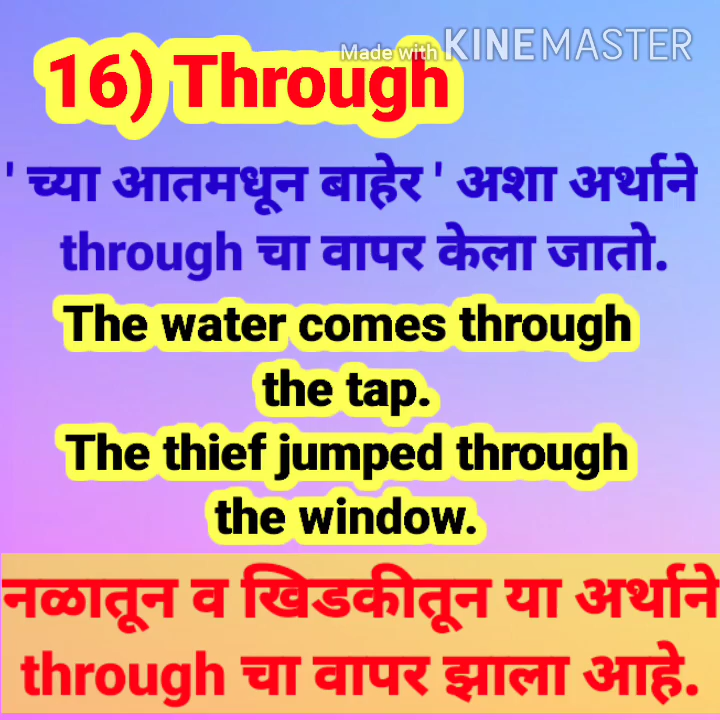 Made with KINEMASTER
16) Through
' च्या आतमधून बाहेर ' अशा अर्थाने
through चा वापर केला जातो.
The water comes through
the tap.
The thief jumped through
the window.
नळातून व खिडकीतून या अर्थाने
through चा वापर झाला आहे.